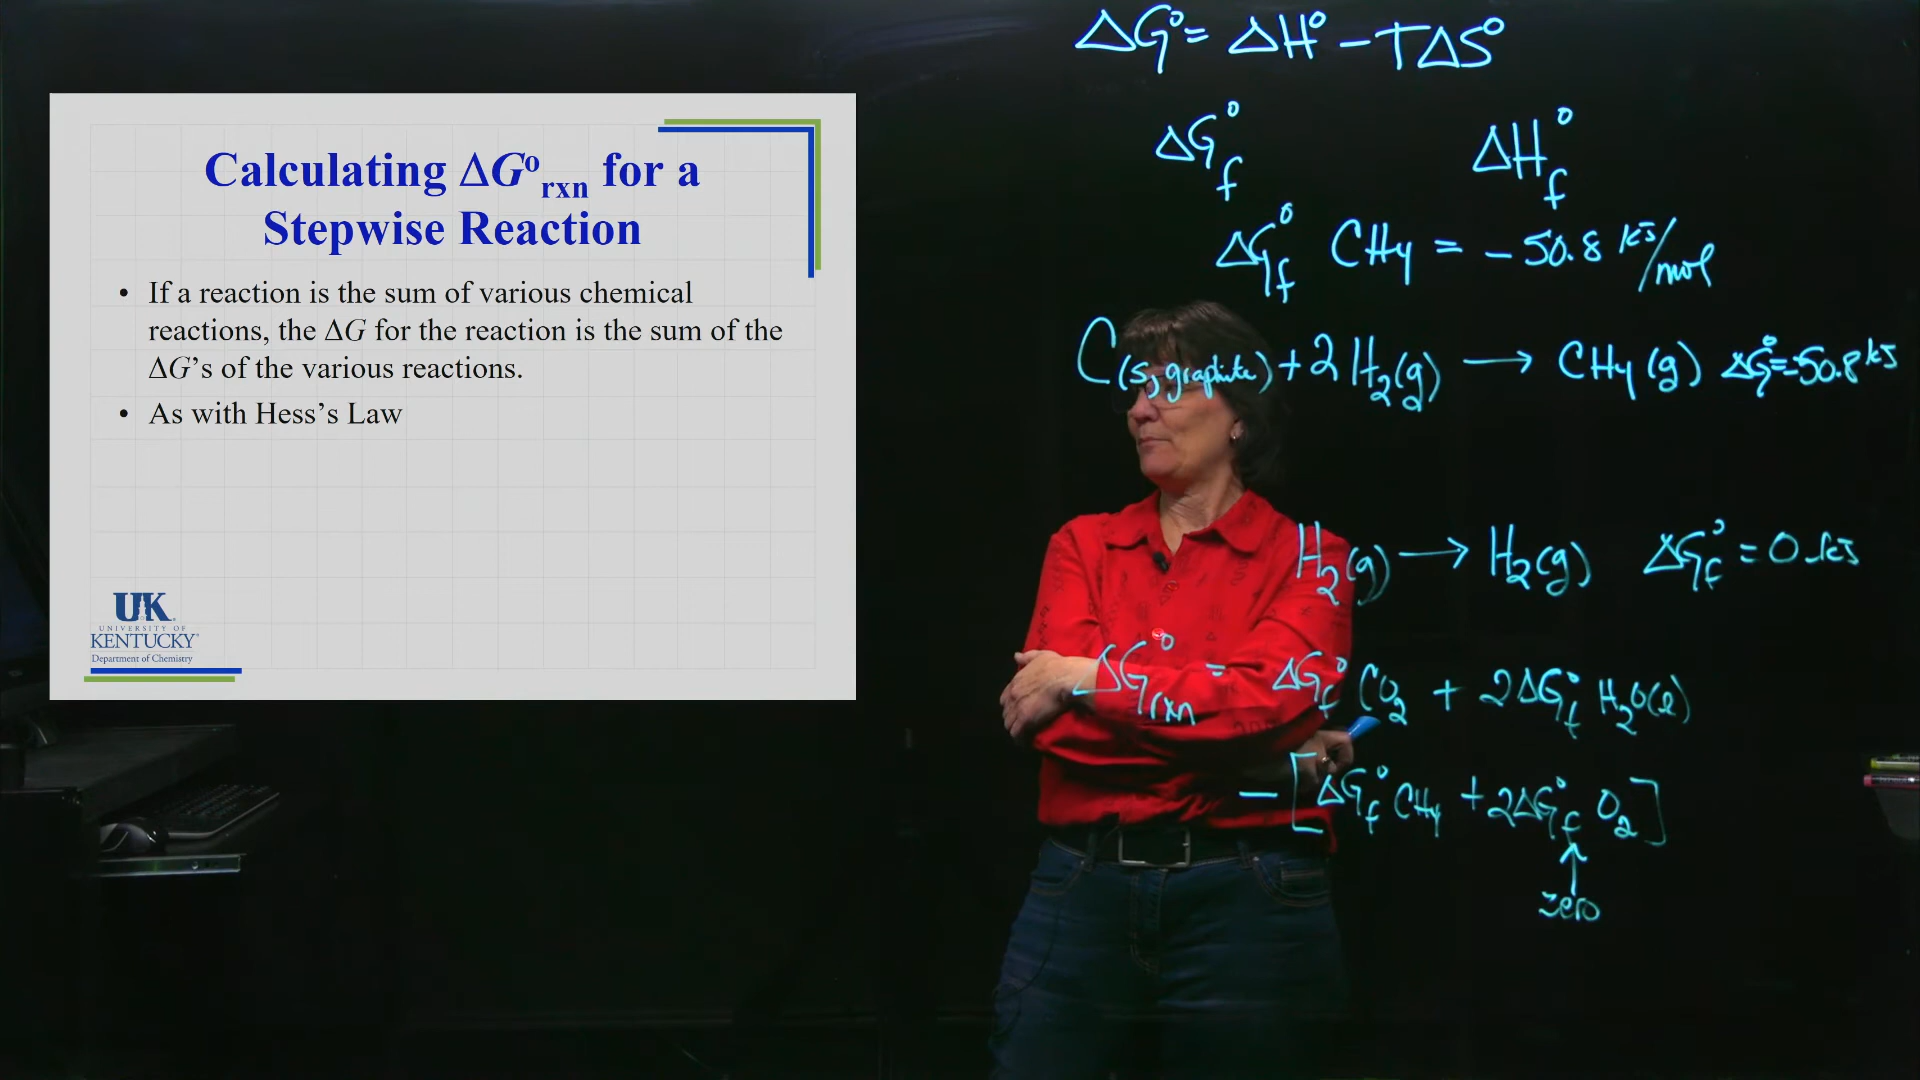 Calculating ΔG°rxn for a
Stepwise Reaction
• If a reaction is the sum of various chemical
reactions, the ΔG for the reaction is the sum of the
ΔG’s of the various reactions.
• As with Hess’s Law
UK
UNIVERSITY OF
KENTUCKY
Department of Chemistry
ΔG° = ΔH° – TΔS°
ΔG°f ΔH°f
ΔG°f CH4 = – 50.8 kJ/mol
C(s, graphite) + 2 H2(g) → CH4(g) ΔG°=-50.8 kJ
H2(g) → H2(g) ΔG°f = 0 kJ
ΔG°rxn = ΔG°f CO2 + 2ΔG°f H2O(l)
– [ΔG°f CH4 + 2ΔG°f O2]
↑
zero